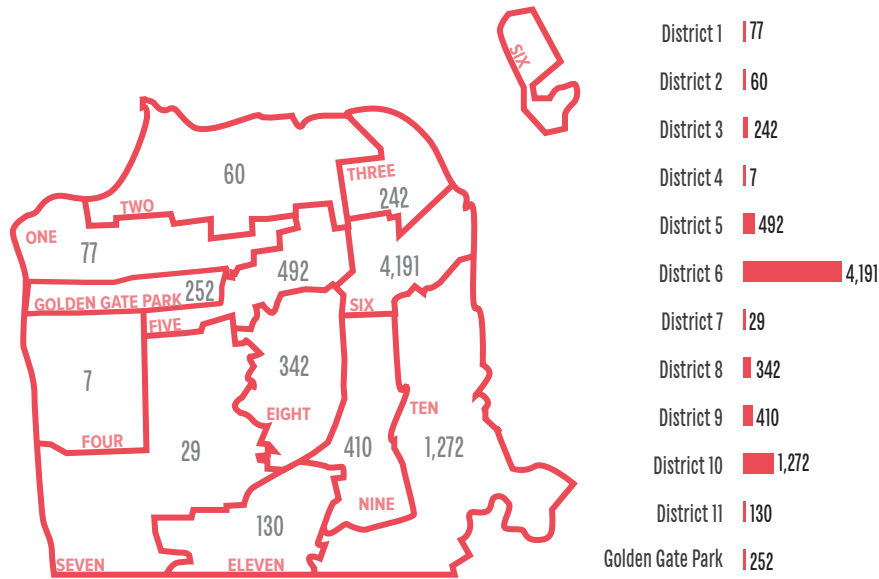 SIX
60
THREE
242
TWO
ONE
77
492
4,191
252
GOLDEN GATE PARK
SIX
FIVE
342
7
EIGHT
TEN
FOUR
29
410
1,272
NINE
130
SEVEN
ELEVEN
District 1 77
District 2 60
District 3 242
District 4 7
District 5 492
District 6 4,191
District 7 29
District 8 342
District 9 410
District 10 1,272
District 11 130
Golden Gate Park 252